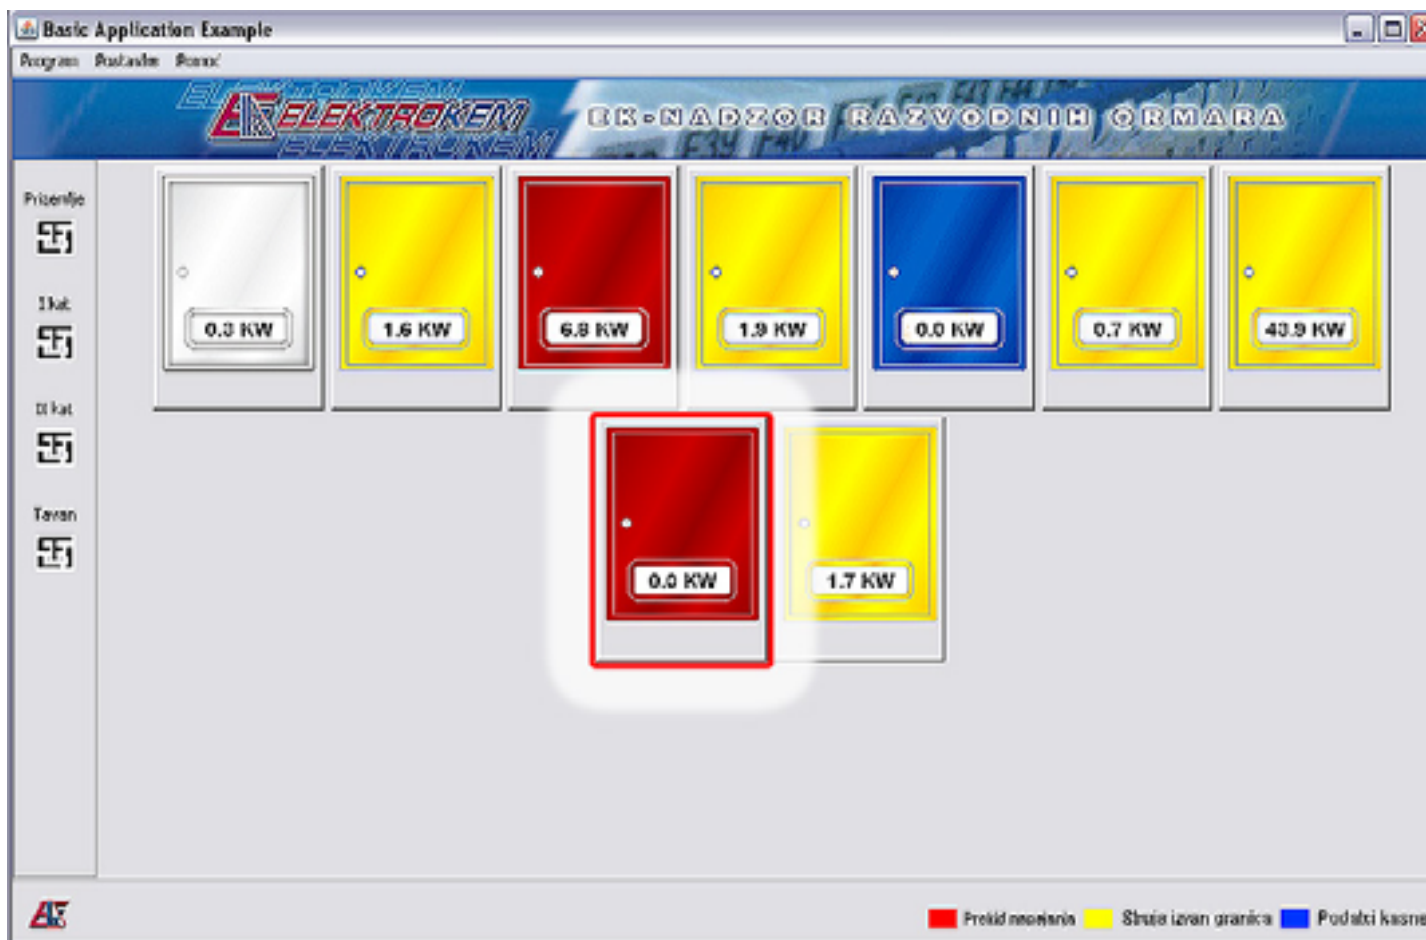 Basic Application Example
Program Postavke Pomoć
ELEKTROKEM
EK-NADZOR RAZVODNIH ORMARA
Prizemlje
I kat
II kat
Tavan
0.3 KW 1.6 KW 6.8 KW 1.9 KW 0.0 KW 0.7 KW 43.9 KW
0.0 KW 1.7 KW
Prekid Struja izvan granica Podatci kasne